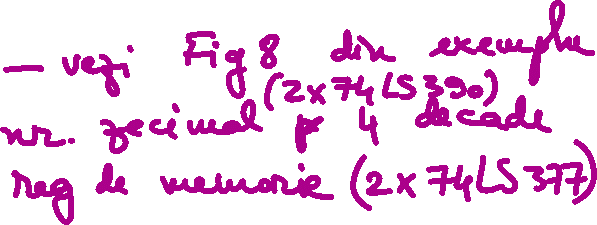 — vezi Fig 8 din exemple
(2x74LS390)
nr. zecimal pe 4 decade
reg de memorie (2x74LS377)